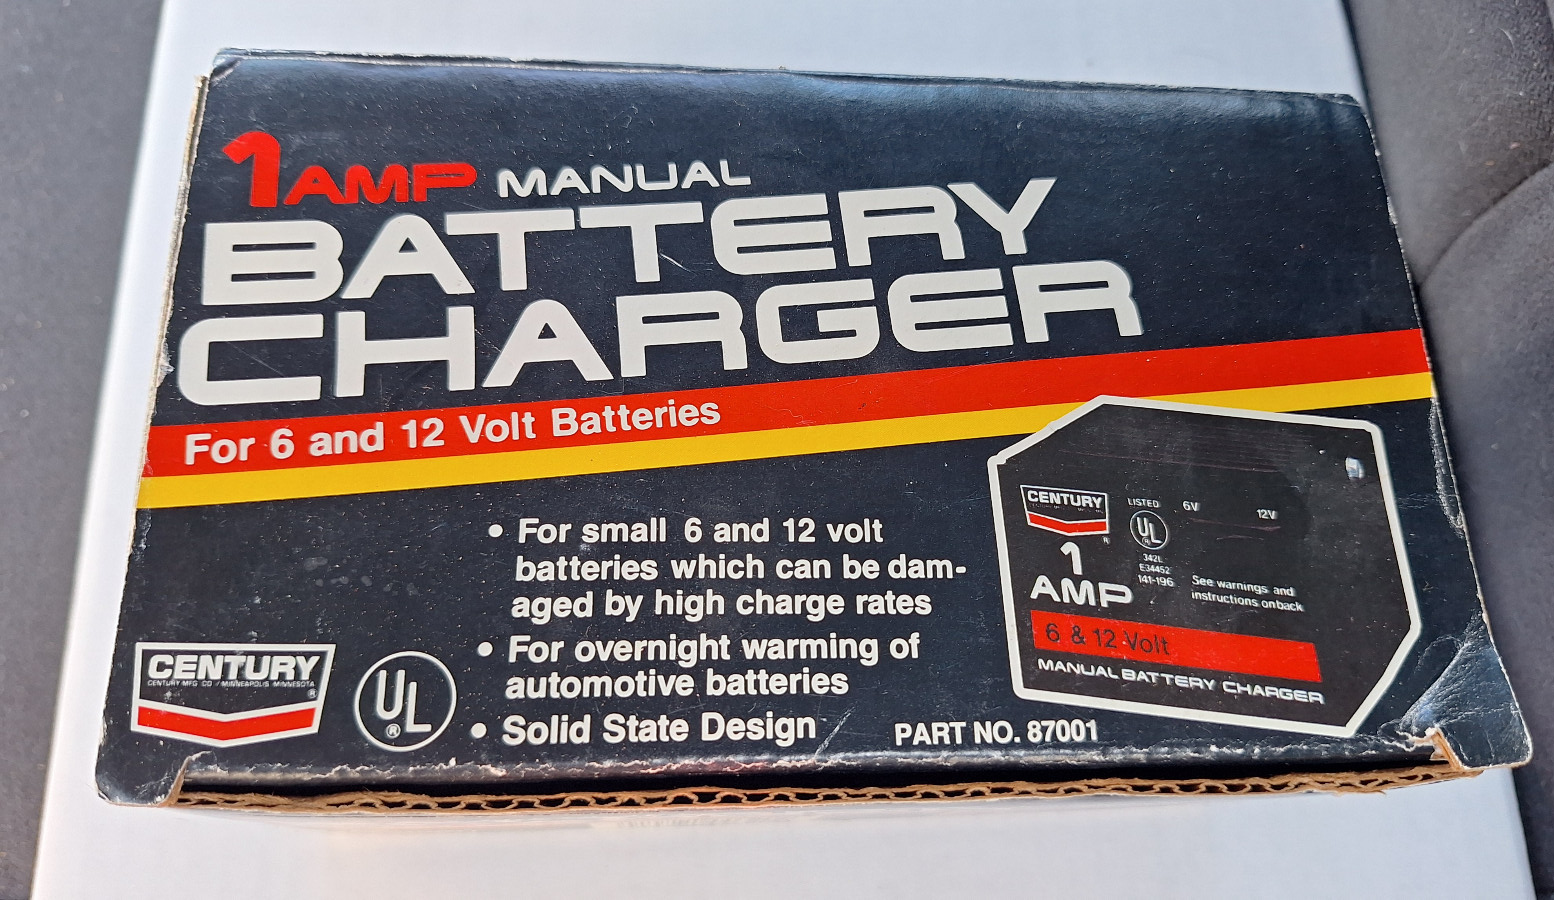 1 AMP MANUAL
BATTERY
CHARGER
For 6 and 12 Volt Batteries
• For small 6 and 12 volt
batteries which can be dam-
aged by high charge rates
• For overnight warming of
automotive batteries
• Solid State Design
PART NO. 87001
CENTURY
CENTURY MFG CO / MINNEAPOLIS MINNESOTA
®
UL
®
CENTURY
®
1
AMP
LISTED
UL
342L
E34452
141-196
6V
12V
See warnings and
instructions on back
6 & 12 Volt
MANUAL BATTERY CHARGER